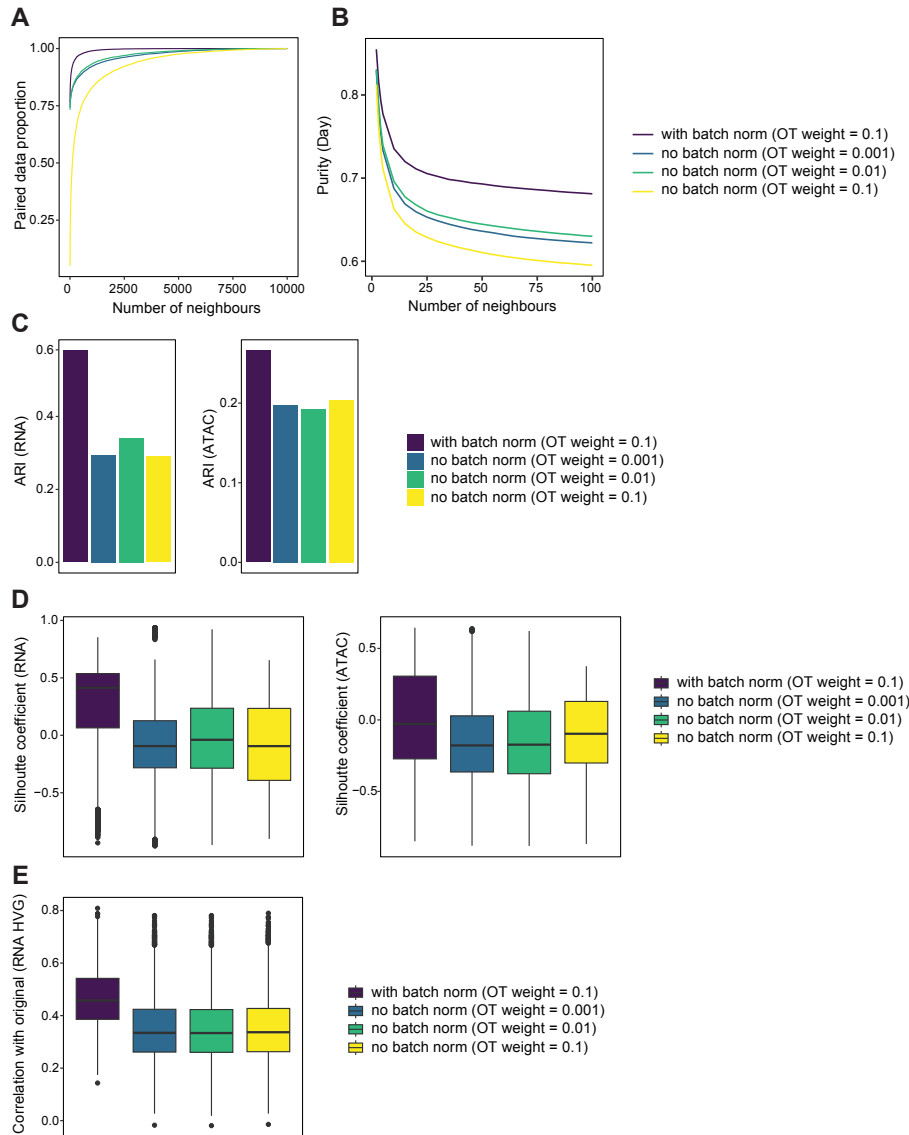 A
B
1.00
0.75
0.50
0.25
Paired data proportion
0
2500
5000
7500
10000
Number of neighbours
0.8
0.7
0.6
Purity (Day)
0
25
50
75
100
Number of neighbours
with batch norm (OT weight = 0.1)
no batch norm (OT weight = 0.001)
no batch norm (OT weight = 0.01)
no batch norm (OT weight = 0.1)
C
0.6
0.4
0.2
0.0
ARI (RNA)
0.2
0.1
0.0
ARI (ATAC)
with batch norm (OT weight = 0.1)
no batch norm (OT weight = 0.001)
no batch norm (OT weight = 0.01)
no batch norm (OT weight = 0.1)
D
1.0
0.5
0.0
−0.5
Silhoutte coefficient (RNA)
0.5
0.0
−0.5
Silhoutte coefficient (ATAC)
with batch norm (OT weight = 0.1)
no batch norm (OT weight = 0.001)
no batch norm (OT weight = 0.01)
no batch norm (OT weight = 0.1)
E
0.8
0.6
0.4
0.2
0.0
Correlation with original (RNA HVG)
with batch norm (OT weight = 0.1)
no batch norm (OT weight = 0.001)
no batch norm (OT weight = 0.01)
no batch norm (OT weight = 0.1)